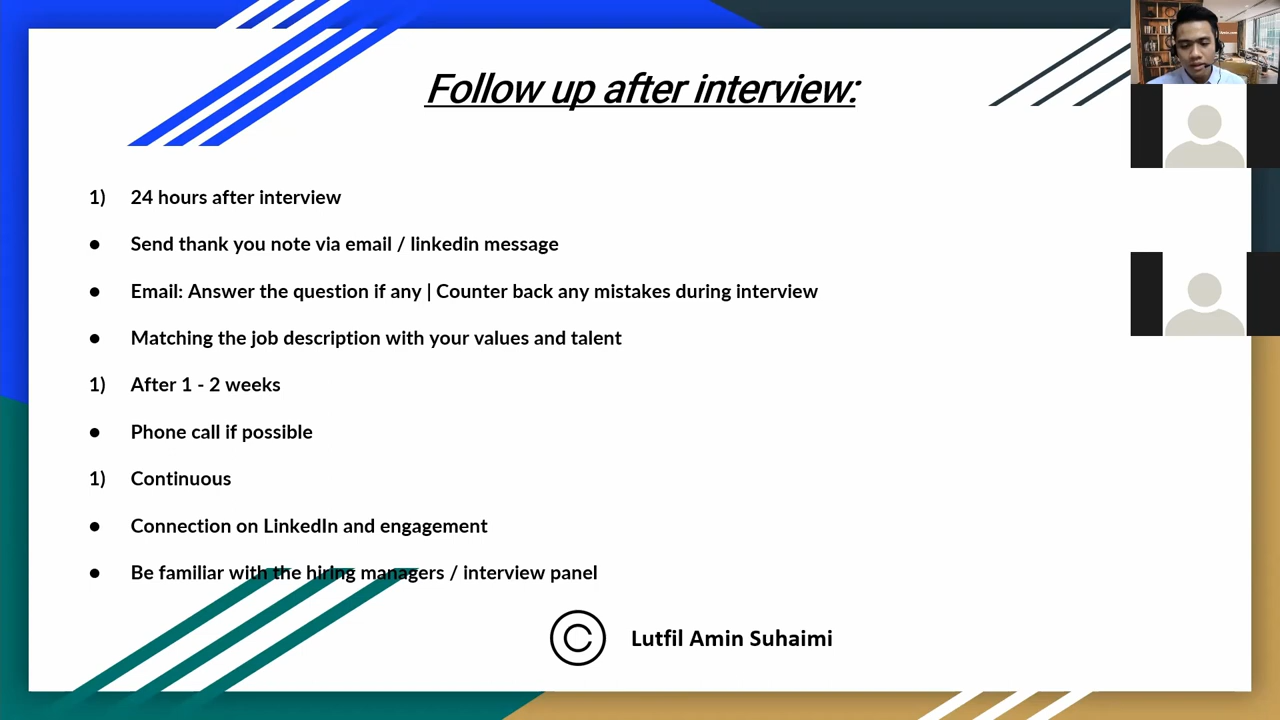 Follow up after interview:
1) 24 hours after interview
● Send thank you note via email / linkedin message
● Email: Answer the question if any | Counter back any mistakes during interview
● Matching the job description with your values and talent
1) After 1 - 2 weeks
● Phone call if possible
1) Continuous
● Connection on LinkedIn and engagement
● Be familiar with the hiring managers / interview panel
© Lutfil Amin Suhaimi